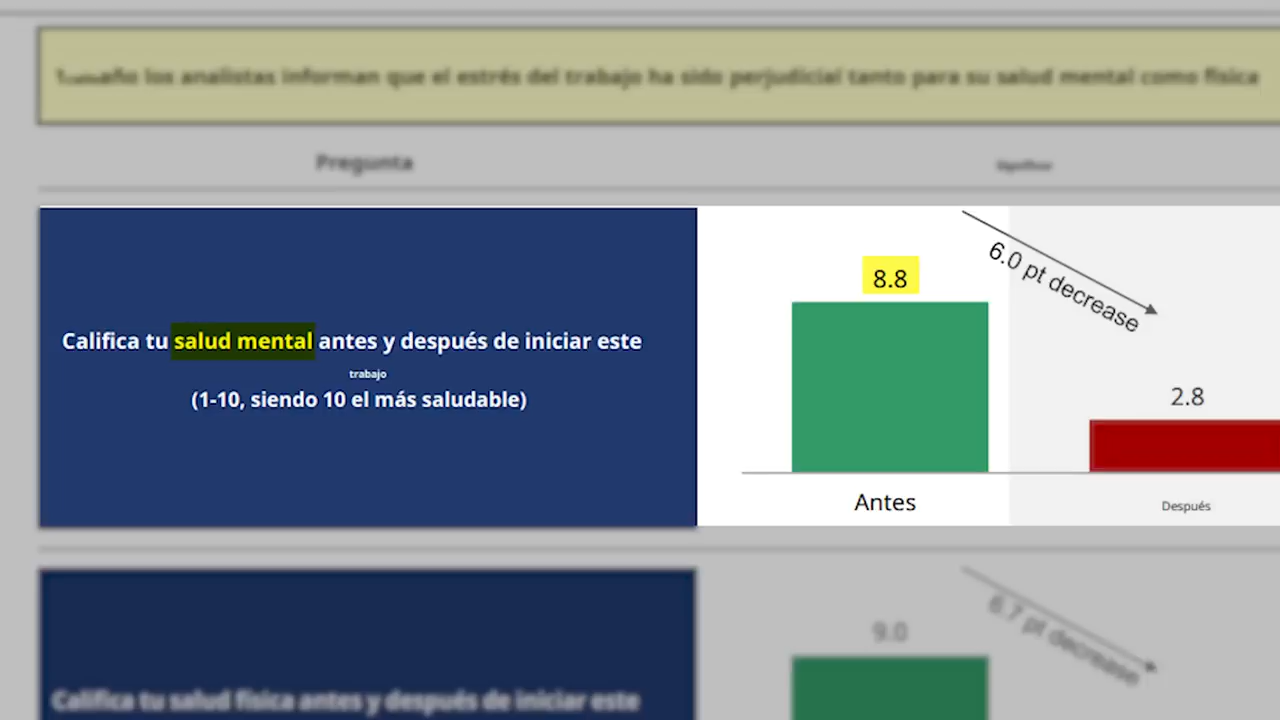 los analistas informan que el estrés del trabajo ha sido perjudicial tanto para su salud mental como física
Pregunta
Califica tu salud mental antes y después de iniciar este
trabajo
(1-10, siendo 10 el más saludable)
8.8
6.0 pt decrease
2.8
Antes
Después
9.0
6.7 pt decrease
Califica tu salud física antes y después de iniciar este